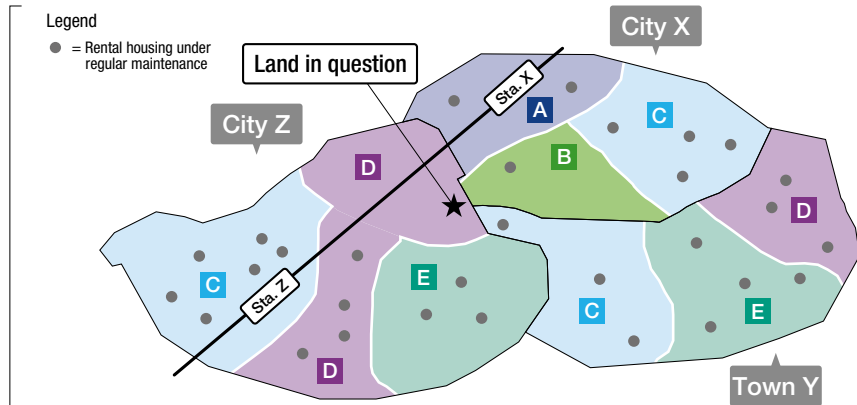 Legend
= Rental housing under
regular maintenance
Land in question
City X
City Z
Town Y
Sta. X
Sta. Z
A
B
C
D
D
C
E
C
E
D